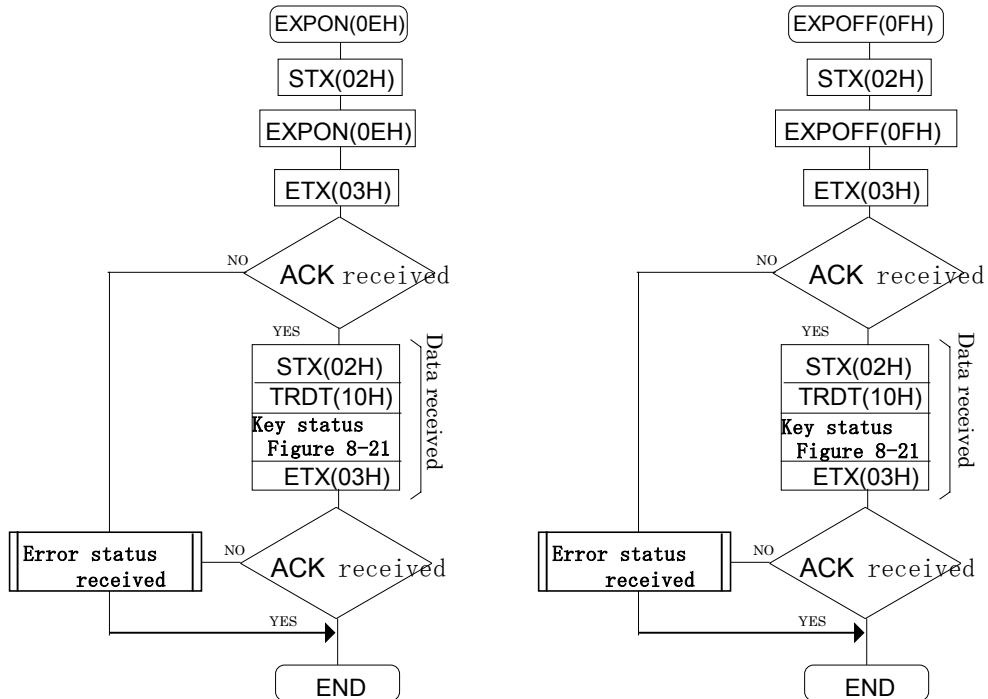 EXPON(0EH)
STX(02H)
EXPON(0EH)
ETX(03H)
NO
ACK received
YES
STX(02H)
TRDT(10H)
Key status
Figure 8-21
ETX(03H)
Data received
Error status
received
NO
ACK received
YES
END
EXPOFF(0FH)
STX(02H)
EXPOFF(0FH)
ETX(03H)
NO
ACK received
YES
STX(02H)
TRDT(10H)
Key status
Figure 8-21
ETX(03H)
Data received
Error status
received
NO
ACK received
YES
END